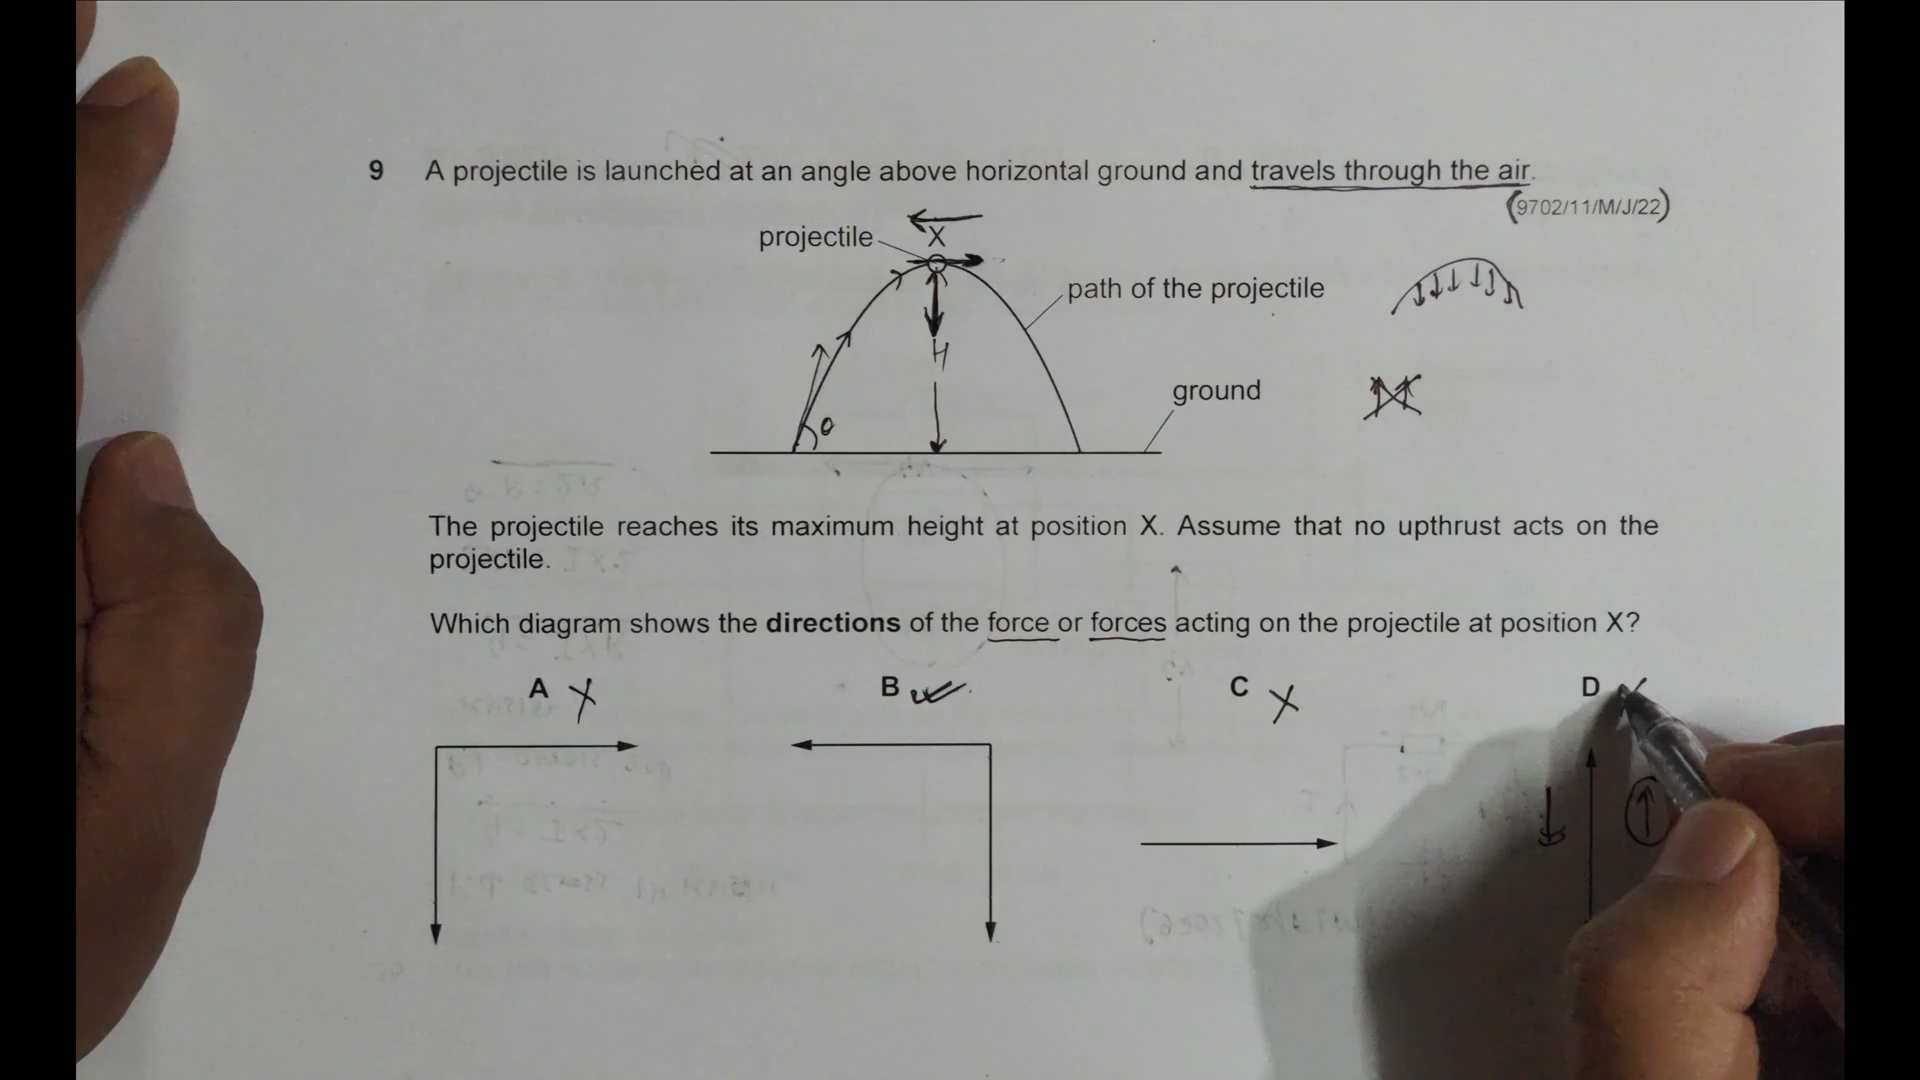 9 A projectile is launched at an angle above horizontal ground and travels through the air.
(9702/11/M/J/22)
projectile
X
path of the projectile
H
ground
θ
The projectile reaches its maximum height at position X. Assume that no upthrust acts on the
projectile.
Which diagram shows the directions of the force or forces acting on the projectile at position X?
A B C D